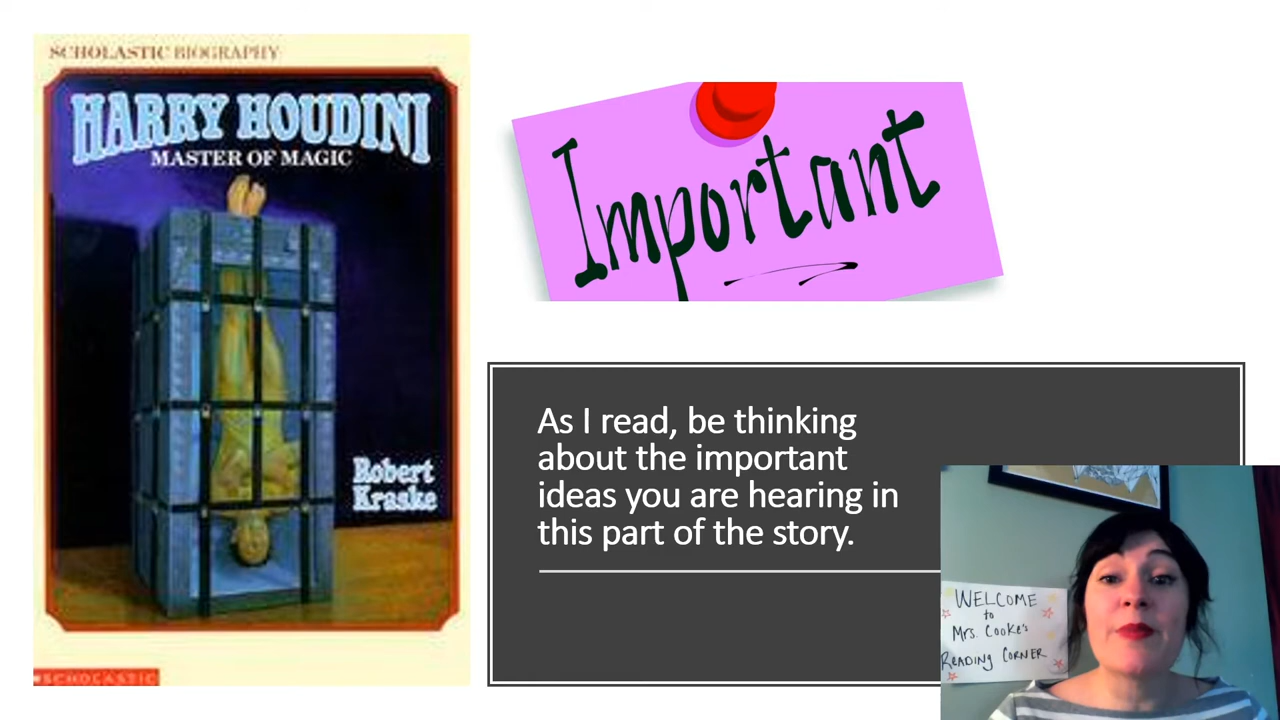 SCHOLASTIC BIOGRAPHY
HARRY HOUDINI
MASTER OF MAGIC
Robert
Kraske
SCHOLASTIC
Important
As I read, be thinking
about the important
ideas you are hearing in
this part of the story.
WELCOME
to
Mrs. Cooke's
READING CORNER